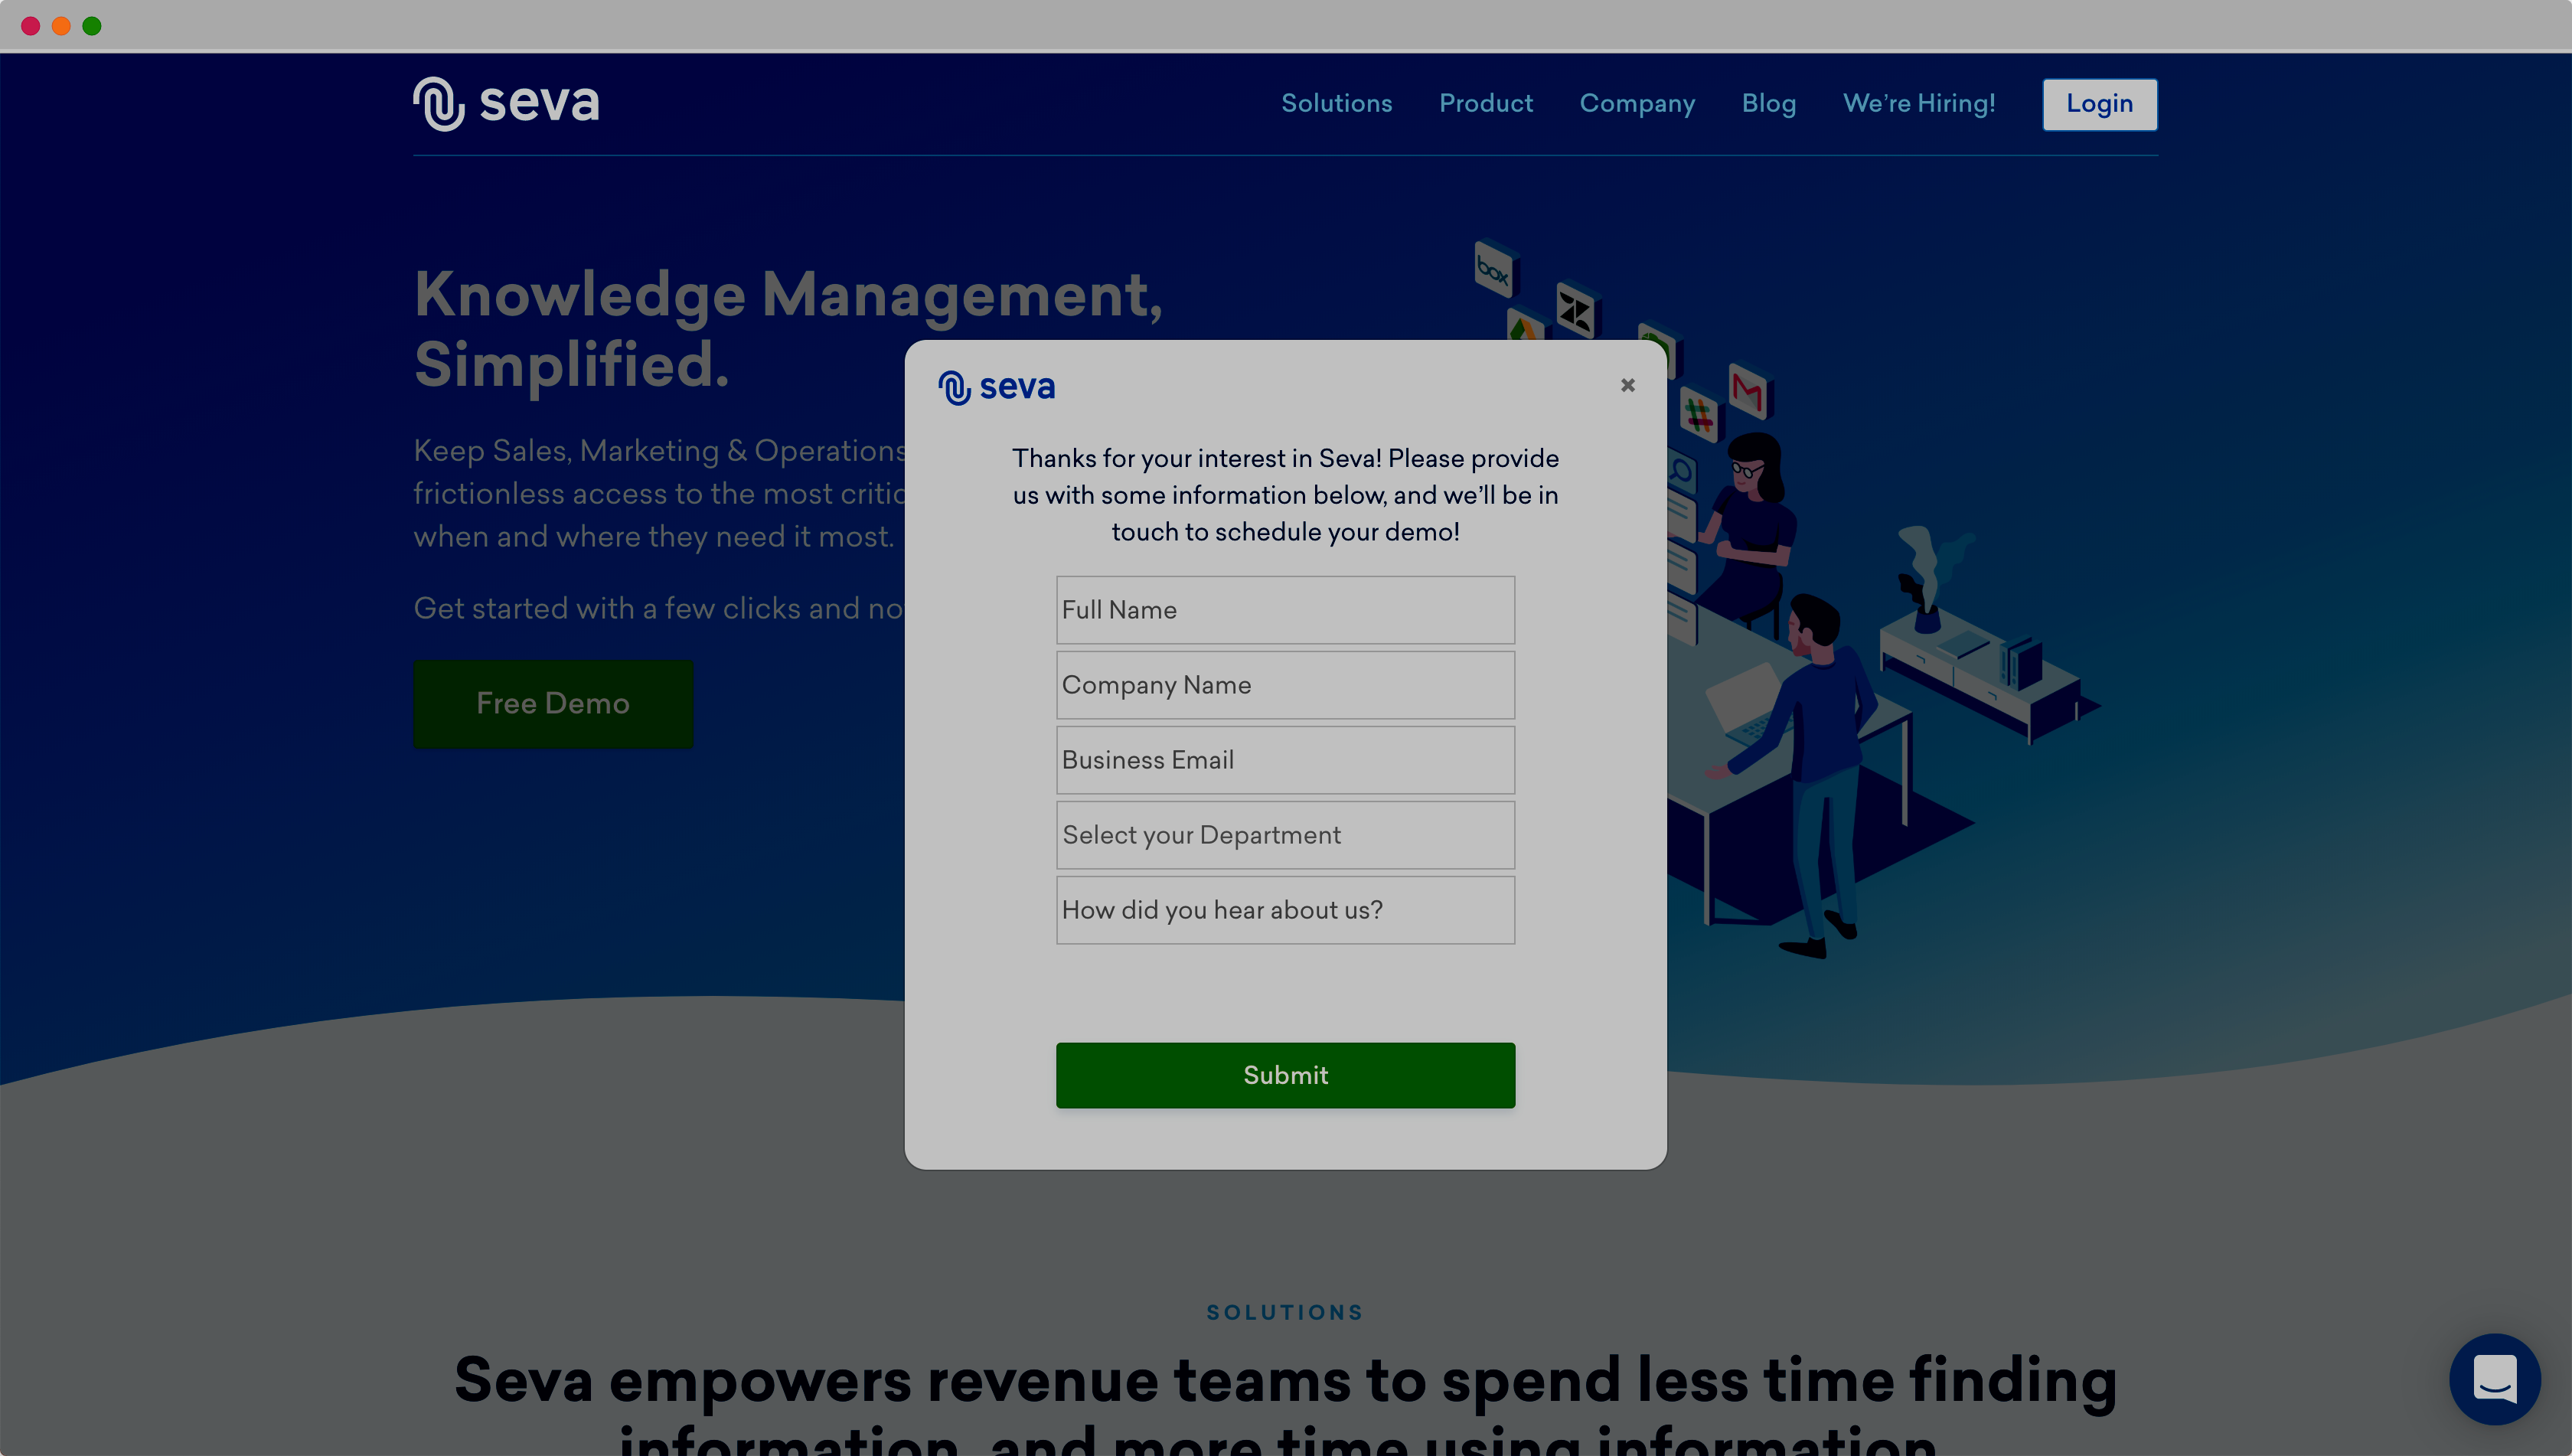 seva
Solutions
Product
Company
Blog
We're Hiring!
Login
Knowledge Management,
Simplified.
Keep Sales, Marketing & Operations
frictionless access to the most critic
when and where they need it most.
Get started with a few clicks and no
Free Demo
box
seva
×
Thanks for your interest in Seva! Please provide
us with some information below, and we'll be in
touch to schedule your demo!
Full Name
Company Name
Business Email
Select your Department
How did you hear about us?
Submit
SOLUTIONS
Seva empowers revenue teams to spend less time finding
information, and more time using information